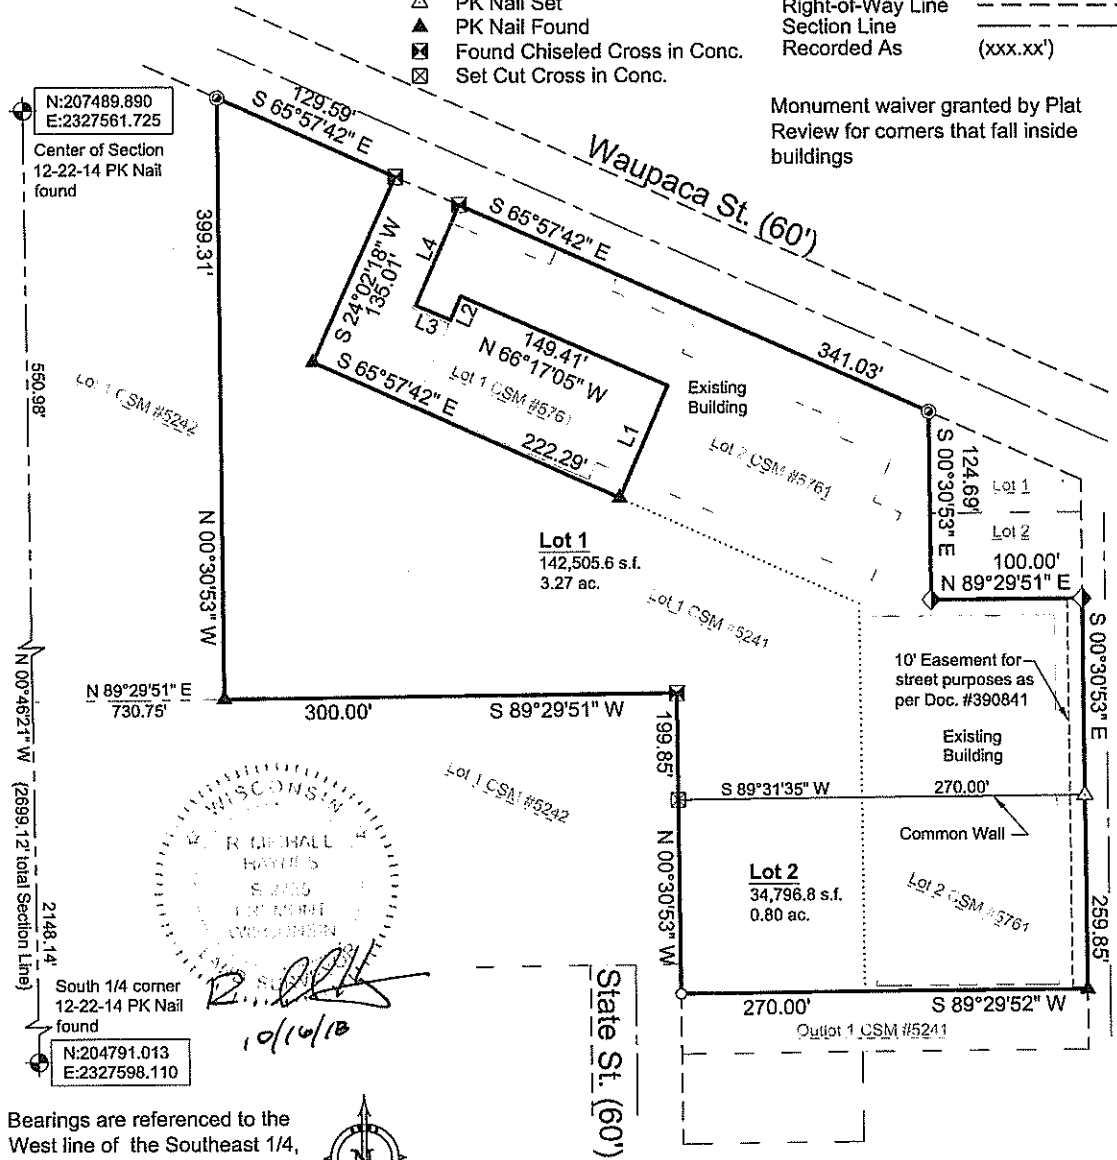 PK Nail Set
PK Nail Found
Found Chiseled Cross in Conc.
Set Cut Cross in Conc.
Right-of-Way Line
Section Line
Recorded As (xxx.xx')
Monument waiver granted by Plat
Review for corners that fall inside
buildings
N:207489.890
E:2327561.725
Center of Section
12-22-14 PK Nail
found
129.59'
S 65°57'42" E
Waupaca St. (60')
S 65°57'42" E
341.03'
399.31'
S 24°02'18" W
135.01'
L4
L3
L2
149.41'
N 66°17'05" W
Lot 1 CSM #5761
L1
S 65°57'42" E
222.29'
Existing
Building
Lot 2 CSM #5761
550.98'
Lot 1 CSM #5242
S 00°30'53" E
124.69'
Lot 1
Lot 2
100.00'
N 89°29'51" E
Lot 1
142,505.6 s.f.
3.27 ac.
Lot 1 CSM #5241
N 00°30'53" W
S 00°30'53" E
10' Easement for
street purposes as
per Doc. #390841
Existing
Building
N 89°29'51" E
730.75'
300.00'
S 89°29'51" W
N 00°46'21" W (2699.12' total Section Line)
199.85'
S 89°31'35" W
270.00'
Common Wall
Lot 1 CSM #5242
WISCONSIN
R. MICHALL
HAYNES
WISCONSIN
N 00°30'53" W
Lot 2
34,796.8 s.f.
0.80 ac.
Lot 2 CSM #5761
259.85'
2148.14'
South 1/4 corner
12-22-14 PK Nail
found
N:204791.013
E:2327598.110
10/16/18
State St. (60')
270.00'
S 89°29'52" W
Outlot 1 CSM #5241
Bearings are referenced to the
West line of the Southeast 1/4,
N